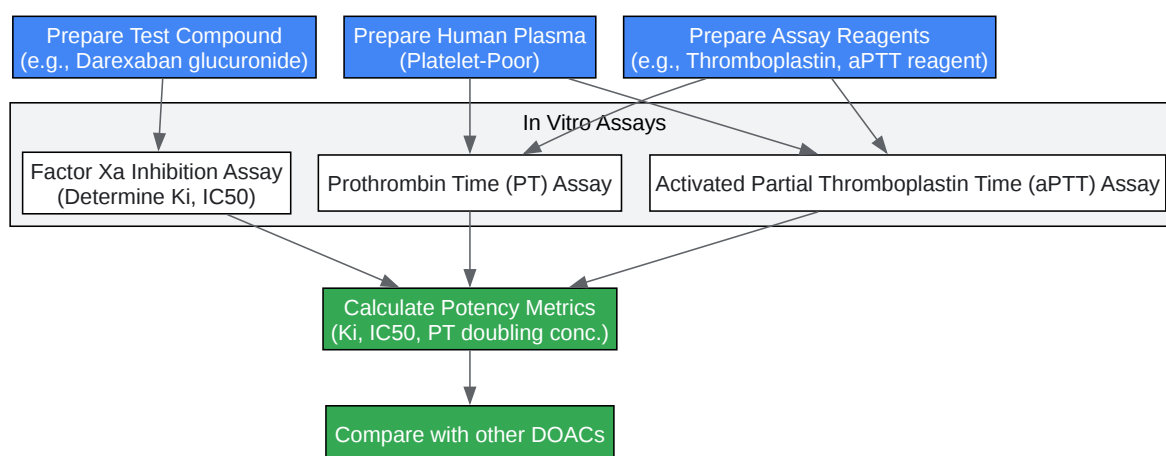 Prepare Test Compound
(e.g., Darexaban glucuronide)
Prepare Human Plasma
(Platelet-Poor)
Prepare Assay Reagents
(e.g., Thromboplastin, aPTT reagent)
In Vitro Assays
Factor Xa Inhibition Assay
(Determine Ki, IC50)
Prothrombin Time (PT) Assay
Activated Partial Thromboplastin Time (aPTT) Assay
Calculate Potency Metrics
(Ki, IC50, PT doubling conc.)
Compare with other DOACs